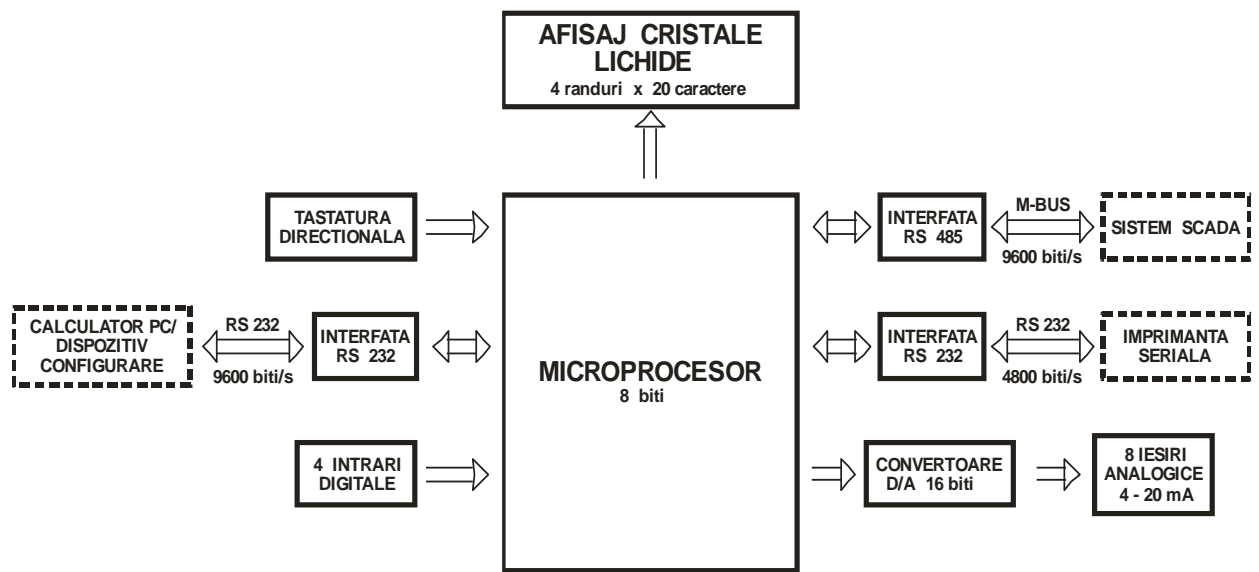 AFISAJ CRISTALE
LICHIDE
4 randuri x 20 caractere
TASTATURA
DIRECTIONALA
INTERFATA
RS 485
M-BUS
9600 biti/s
SISTEM SCADA
CALCULATOR PC/
DISPOZITIV
CONFIGURARE
RS 232
9600 biti/s
INTERFATA
RS 232
MICROPROCESOR
8 biti
INTERFATA
RS 232
RS 232
4800 biti/s
IMPRIMANTA
SERIALA
4 INTRARI
DIGITALE
CONVERTOARE
D/A 16 biti
8 IESIRI
ANALOGICE
4 - 20 mA